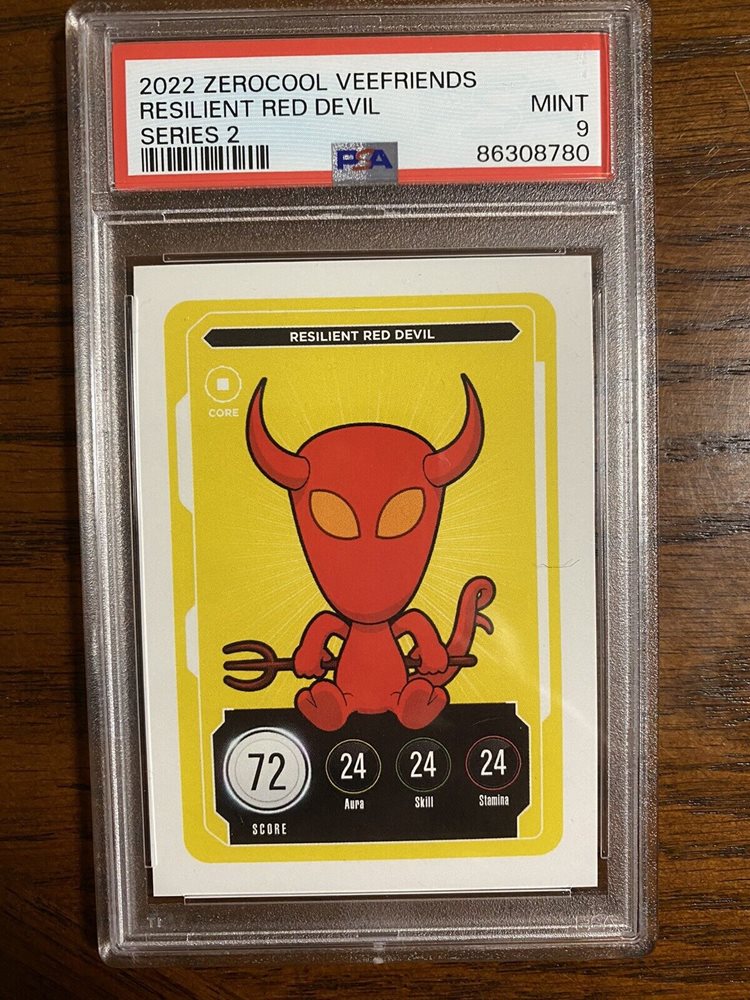 2022 ZEROCOOL VEEFRIENDS
RESILIENT RED DEVIL MINT
SERIES 2 9
PSA 86308780
RESILIENT RED DEVIL
CORE
72 24 24 24
SCORE Aura Skill Stamina